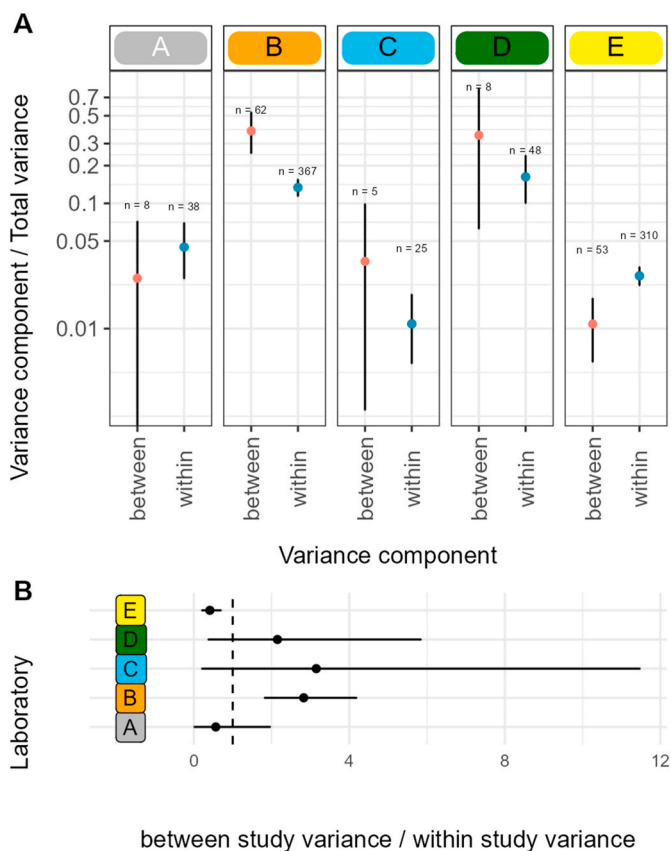 A
A B C D E
Variance component / Total variance
0.7
0.5
0.3
0.2
0.1
0.05
0.01
n = 8 n = 38
n = 62 n = 367
n = 5 n = 25
n = 8 n = 48
n = 53 n = 310
between within between within between within between within between within
Variance component
B
Laboratory
E
D
C
B
A
0 4 8 12
between study variance / within study variance